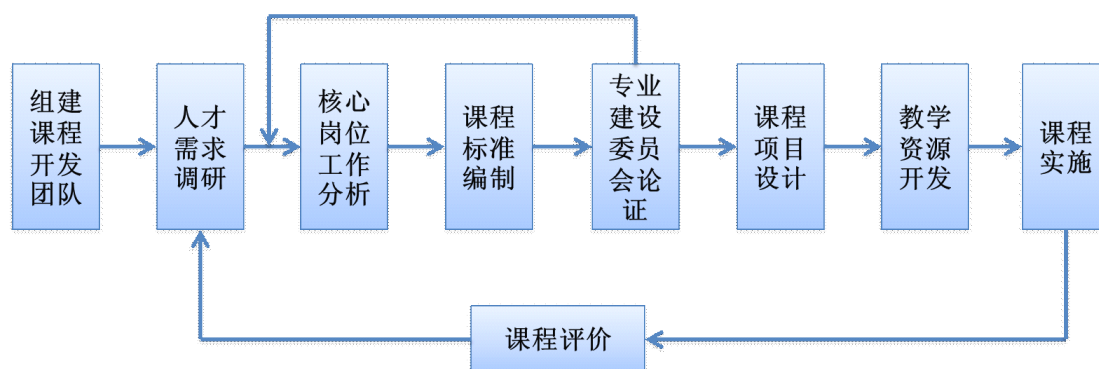 组建
课程
开发
团队
人才
需求
调研
核心
岗位
工作
分析
课程
标准
编制
专业
建设
委员
会论
证
课程
项目
设计
教学
资源
开发
课程
实施
课程评价